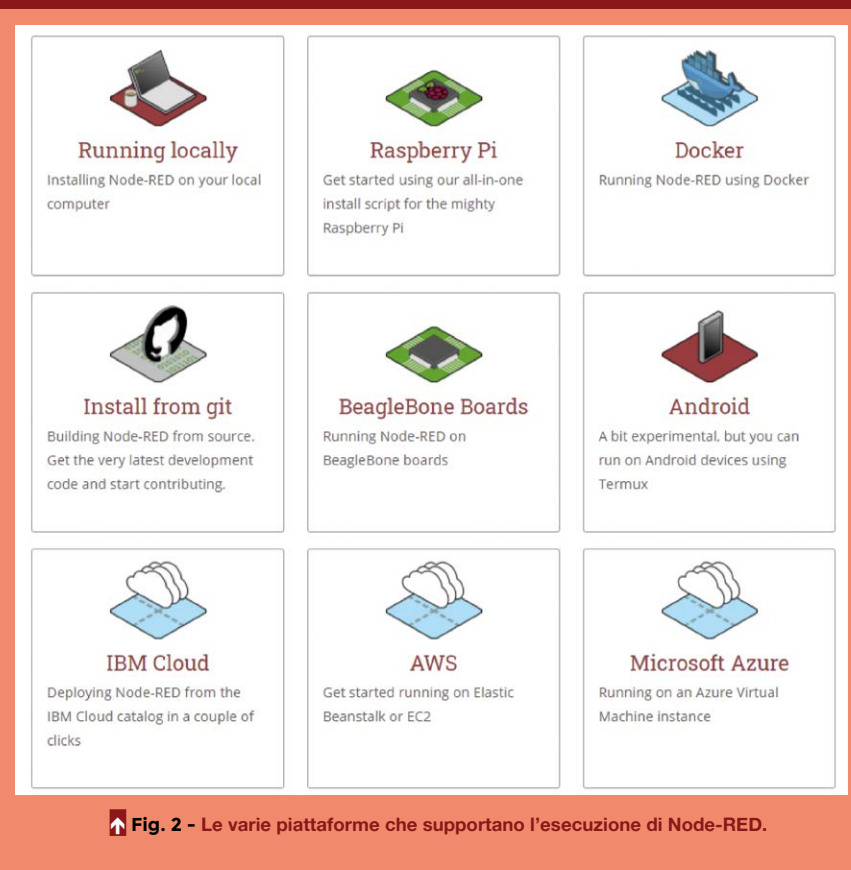 Running locally
Installing Node-RED on your local
computer
Raspberry Pi
Get started using our all-in-one
install script for the mighty
Raspberry Pi
Docker
Running Node-RED using Docker
Install from git
Building Node-RED from source.
Get the very latest development
code and start contributing.
BeagleBone Boards
Running Node-RED on
BeagleBone boards
Android
A bit experimental, but you can
run on Android devices using
Termux
IBM Cloud
Deploying Node-RED from the
IBM Cloud catalog in a couple of
clicks
AWS
Get started running on Elastic
Beanstalk or EC2
Microsoft Azure
Running on an Azure Virtual
Machine instance
Fig. 2 - Le varie piattaforme che supportano l'esecuzione di Node-RED.